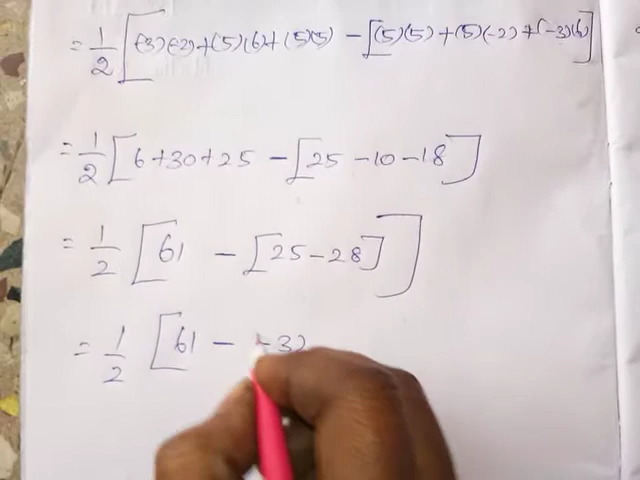 = 1/2 [(-3)(-2)+(5)(6)+(5)(5) - [(5)(5)+(5)(-2)+(-3)(6)]
= 1/2 [6+30+25 - [25 -10 -18]
= 1/2 [61 - [25-28]]
= 1/2 [61 - -3